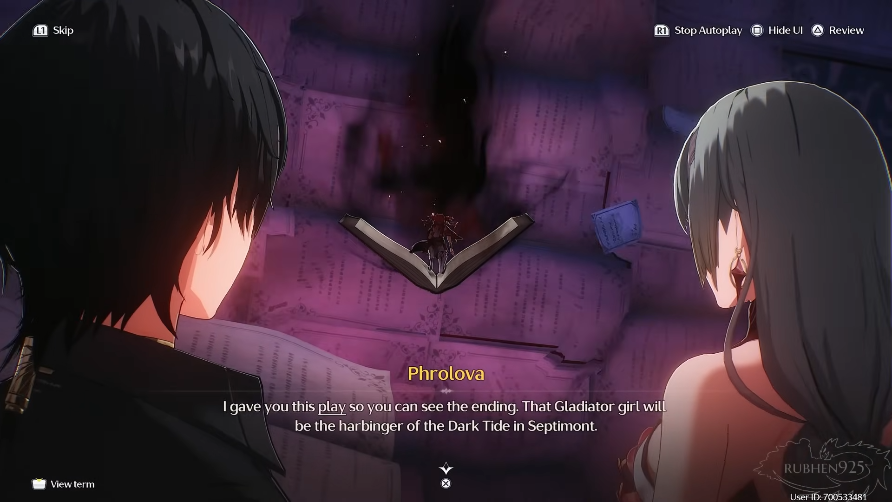 L1 Skip
R1 Stop Autoplay Hide UI Review
Phrolova
I gave you this play so you can see the ending. That Gladiator girl will
be the harbinger of the Dark Tide in Septimont.
View term
RUBHEN925
User ID: 700533481